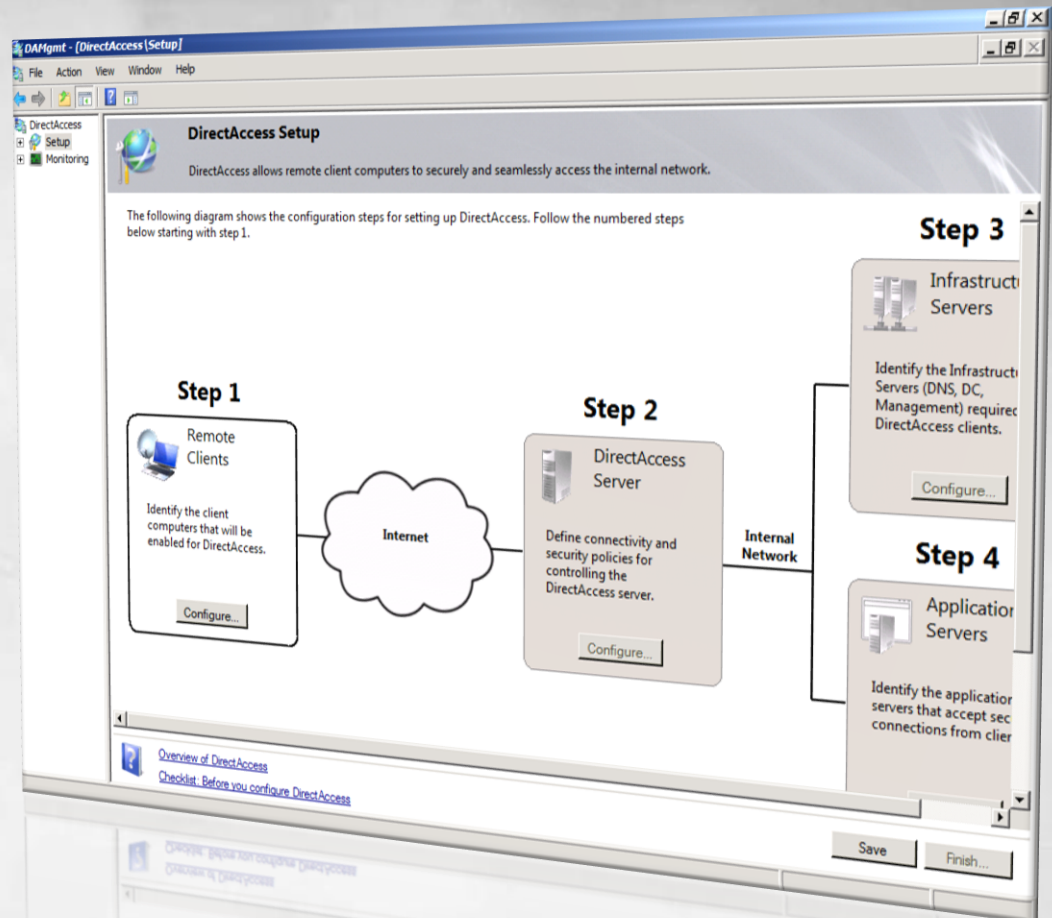 DAMgmt - [DirectAccess\Setup]
File Action View Window Help
DirectAccess
Setup
Monitoring
DirectAccess Setup
DirectAccess allows remote client computers to securely and seamlessly access the internal network.
The following diagram shows the configuration steps for setting up DirectAccess. Follow the numbered steps
below starting with step 1.
Step 1
Remote
Clients
Identify the client
computers that will be
enabled for DirectAccess.
Configure...
Internet
Step 2
DirectAccess
Server
Define connectivity and
security policies for
controlling the
DirectAccess server.
Configure...
Internal
Network
Step 3
Infrastruct
Servers
Identify the Infrastruct
Servers (DNS, DC,
Management) required
DirectAccess clients.
Configure...
Step 4
Application
Servers
Identify the application
servers that accept sec
connections from clien
Overview of DirectAccess
Checklist: Before you configure DirectAccess
Save
Finish...